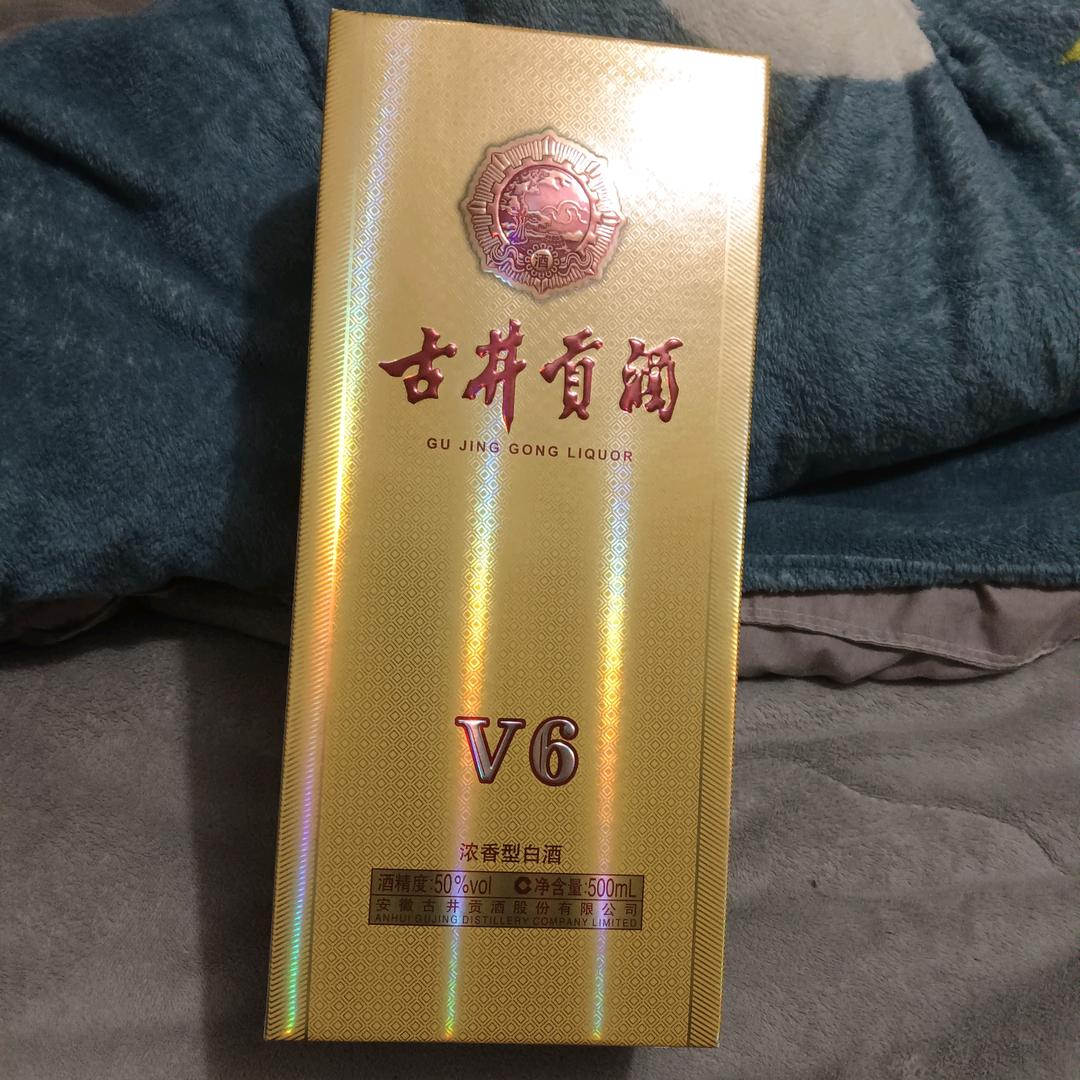 酒
古井贡酒
GU JING GONG LIQUOR
V6
浓香型白酒
酒精度:50%vol C净含量:500mL
安徽古井贡酒股份有限公司
ANHUI GUJING DISTILLERY COMPANY LIMITED